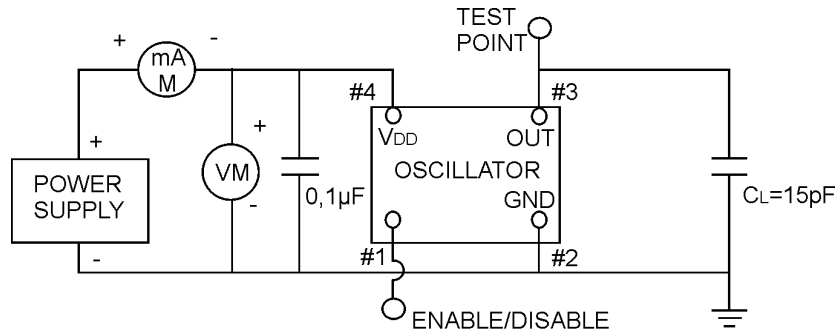 TEST
POINT
+ -
mA
M
#4
#3
+
VDD
OUT
+
POWER
SUPPLY
VM
-
0,1µF
OSCILLATOR
GND
CL=15pF
-
#1
#2
ENABLE/DISABLE